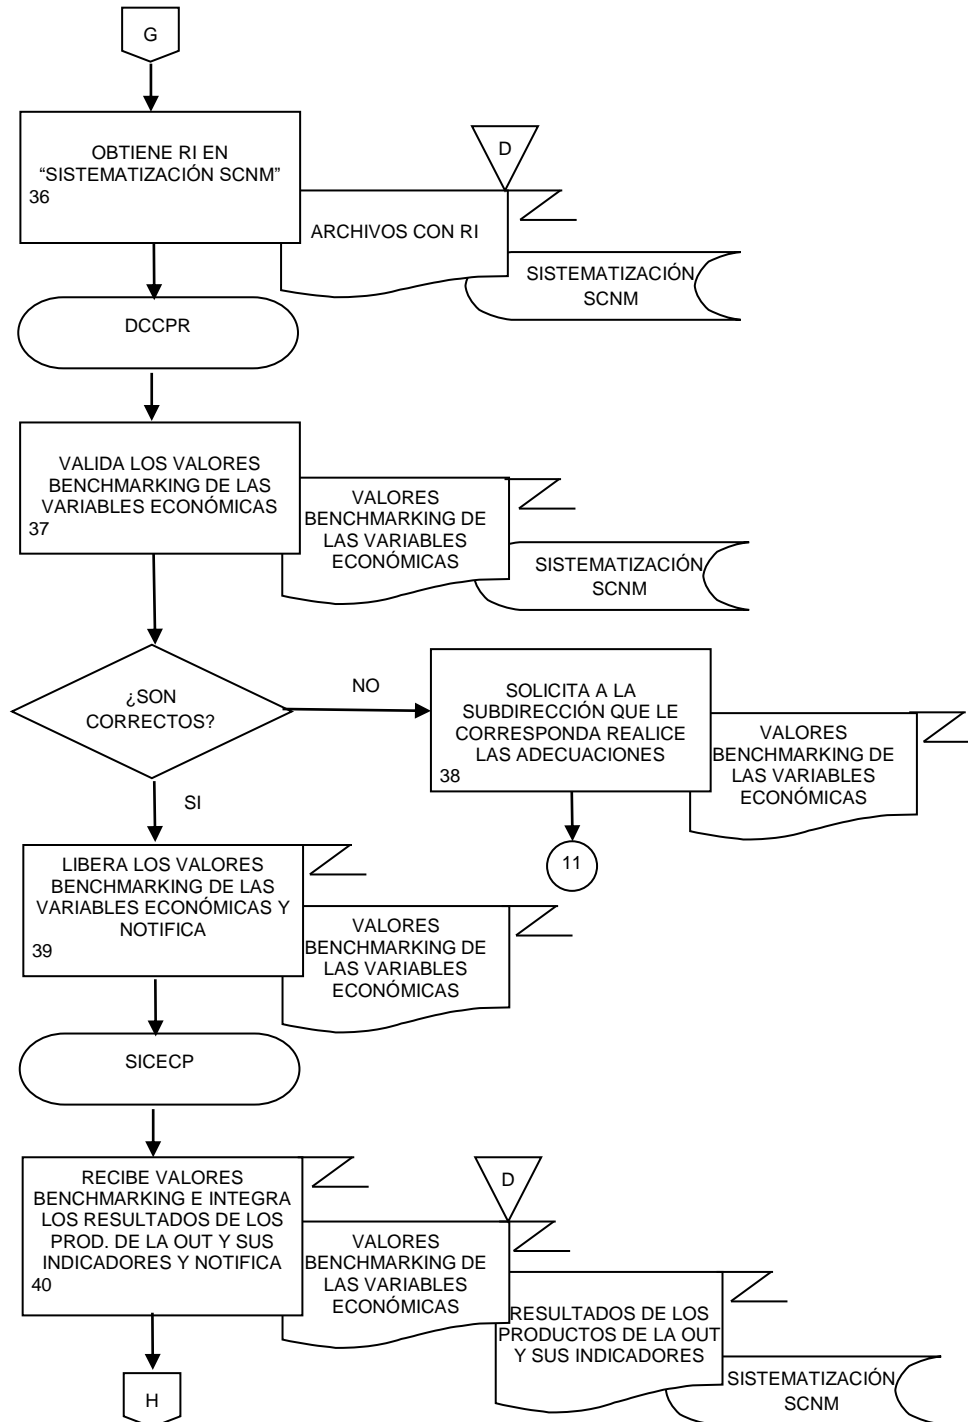 G
OBTIENE RI EN
“SISTEMATIZACIÓN SCNM”
36
D
ARCHIVOS CON RI
SISTEMATIZACIÓN
SCNM
DCCPR
VALIDA LOS VALORES
BENCHMARKING DE LAS
VARIABLES ECONÓMICAS
37
VALORES
BENCHMARKING DE
LAS VARIABLES
ECONÓMICAS
SISTEMATIZACIÓN
SCNM
¿SON
CORRECTOS?
NO
SOLICITA A LA
SUBDIRECCIÓN QUE LE
CORRESPONDA REALICE
LAS ADECUACIONES
38
VALORES
BENCHMARKING DE
LAS VARIABLES
ECONÓMICAS
11
SI
LIBERA LOS VALORES
BENCHMARKING DE LAS
VARIABLES ECONÓMICAS Y
NOTIFICA
39
VALORES
BENCHMARKING DE
LAS VARIABLES
ECONÓMICAS
SICECP
RECIBE VALORES
BENCHMARKING E INTEGRA
LOS RESULTADOS DE LOS
PROD. DE LA OUT Y SUS
INDICADORES Y NOTIFICA
40
D
VALORES
BENCHMARKING DE
LAS VARIABLES
ECONÓMICAS
RESULTADOS DE LOS
PRODUCTOS DE LA OUT
Y SUS INDICADORES
SISTEMATIZACIÓN
SCNM
H